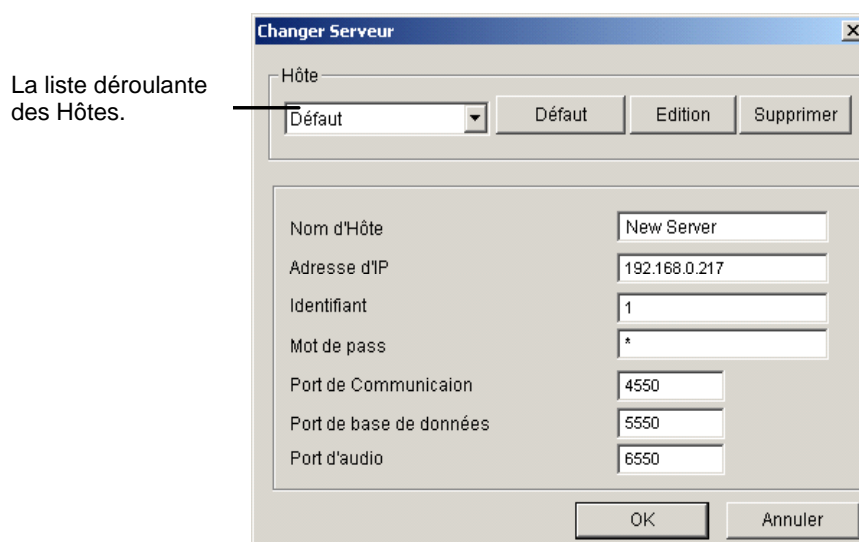 Changer Serveur
La liste déroulante
des Hôtes.
Hôte
Défaut Défaut Edition Supprimer
Nom d'Hôte New Server
Adresse d'IP 192.168.0.217
Identifiant 1
Mot de pass *
Port de Communicaion 4550
Port de base de données 5550
Port d'audio 6550
OK Annuler